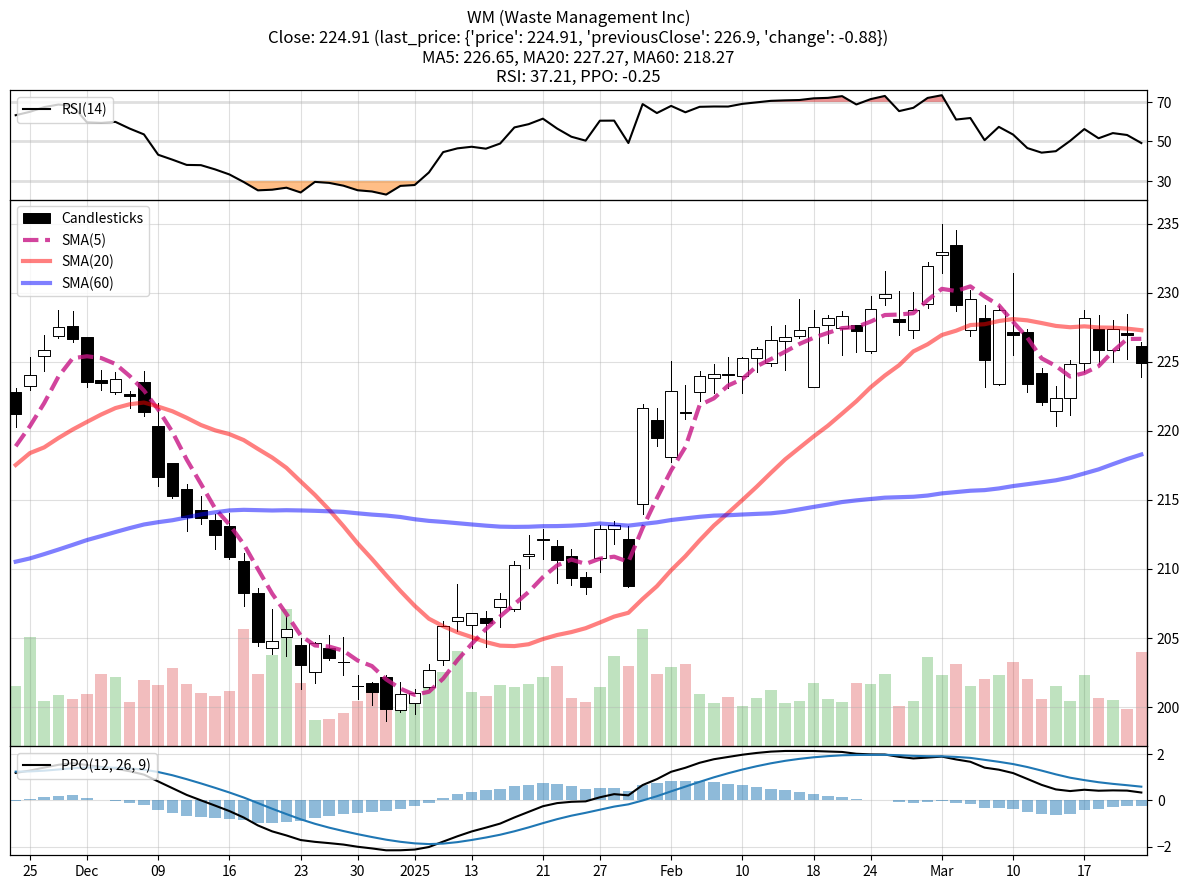 WM (Waste Management Inc)
Close: 224.91 (last_price: {'price': 224.91, 'previousClose': 226.9, 'change': -0.88})
MA5: 226.65, MA20: 227.27, MA60: 218.27
RSI: 37.21, PPO: -0.25
RSI(14)
70
50
30
Candlesticks
SMA(5)
SMA(20)
SMA(60)
235
230
225
220
215
210
205
200
PPO(12, 26, 9)
2
0
−2
25 Dec 09 16 23 30 2025 13 21 27 Feb 10 18 24 Mar 10 17